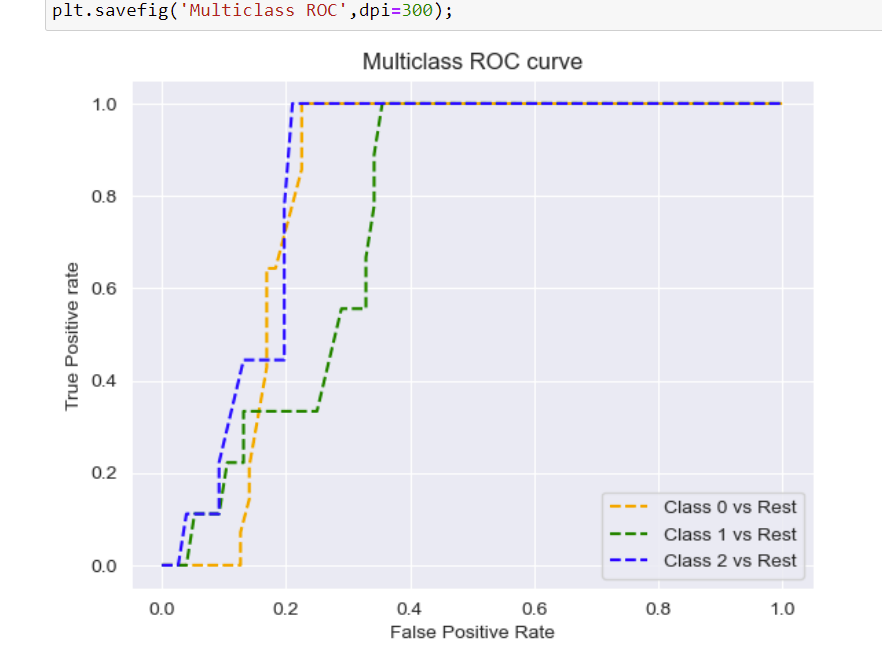 plt.savefig('Multiclass ROC',dpi=300);
Multiclass ROC curve
True Positive rate
1.0
0.8
0.6
0.4
0.2
0.0
Class 0 vs Rest
Class 1 vs Rest
Class 2 vs Rest
0.0 0.2 0.4 0.6 0.8 1.0
False Positive Rate